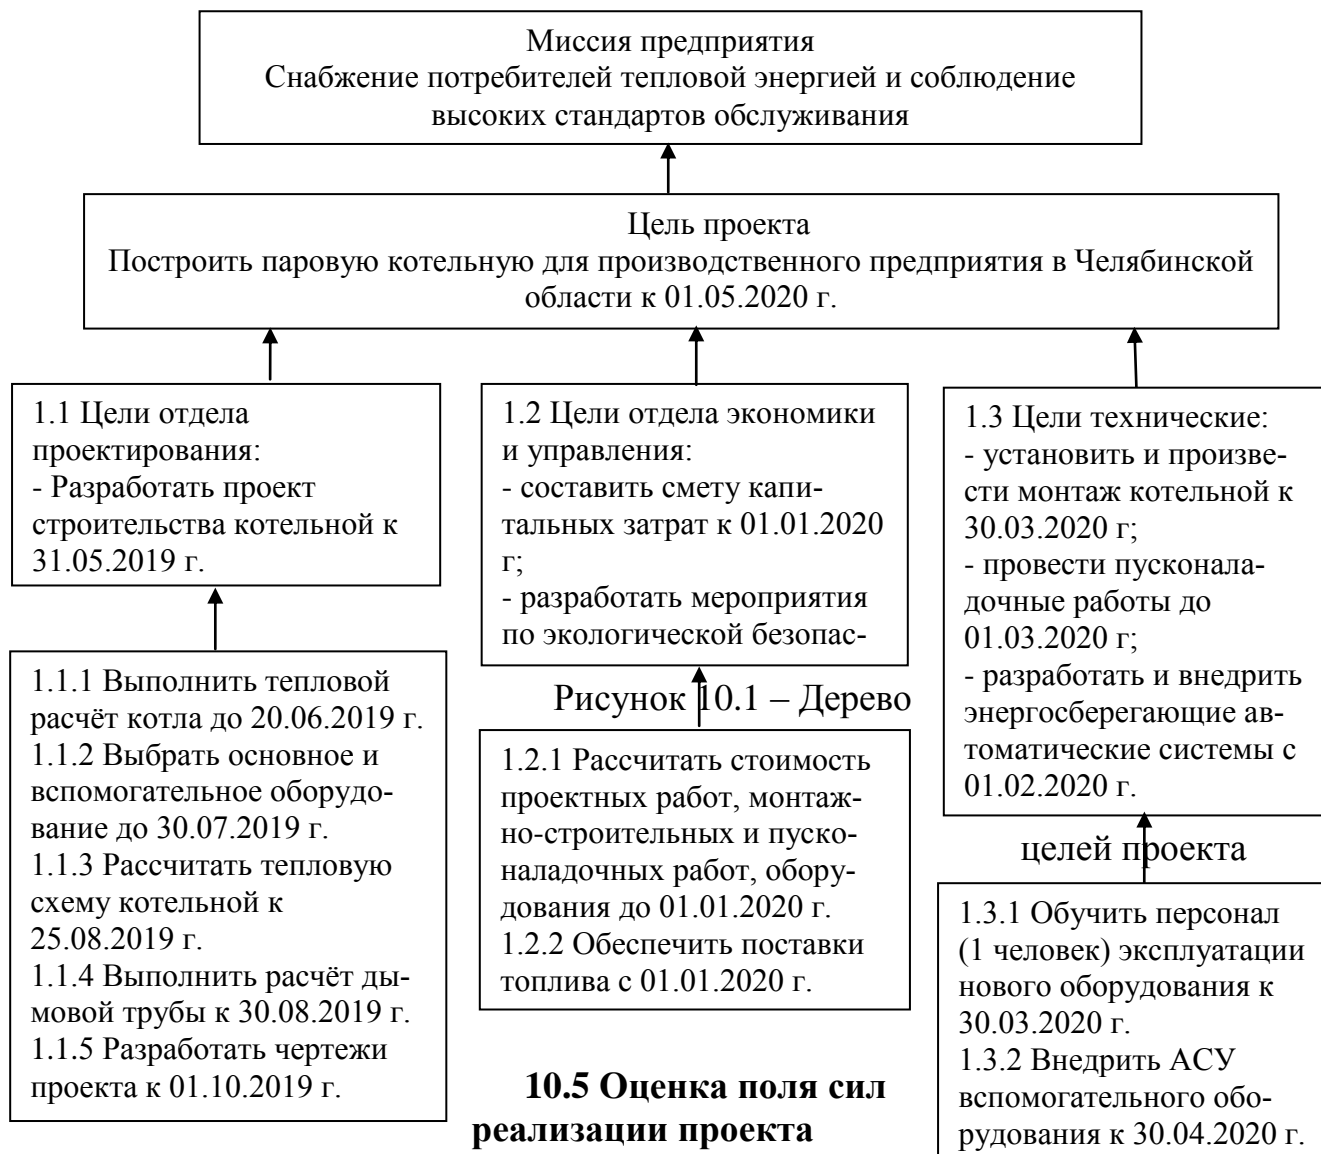 Миссия предприятия
Снабжение потребителей тепловой энергией и соблюдение
высоких стандартов обслуживания
Цель проекта
Построить паровую котельную для производственного предприятия в Челябинской
области к 01.05.2020 г.
1.1 Цели отдела
проектирования:
- Разработать проект
строительства котельной к
31.05.2019 г.
1.2 Цели отдела экономики
и управления:
- составить смету капи-
тальных затрат к 01.01.2020
г;
- разработать мероприятия
по экологической безопас-
1.3 Цели технические:
- установить и произве-
сти монтаж котельной к
30.03.2020 г;
- провести пусконала-
дочные работы до
01.03.2020 г;
- разработать и внедрить
энергосберегающие ав-
томатические системы с
01.02.2020 г.
1.1.1 Выполнить тепловой
расчёт котла до 20.06.2019 г.
1.1.2 Выбрать основное и
вспомогательное оборудо-
вание до 30.07.2019 г.
1.1.3 Рассчитать тепловую
схему котельной к
25.08.2019 г.
1.1.4 Выполнить расчёт ды-
мовой трубы к 30.08.2019 г.
1.1.5 Разработать чертежи
проекта к 01.10.2019 г.
Рисунок 10.1 – Дерево
целей проекта
1.2.1 Рассчитать стоимость
проектных работ, монтаж-
но-строительных и пуско-
наладочных работ, обору-
дования до 01.01.2020 г.
1.2.2 Обеспечить поставки
топлива с 01.01.2020 г.
1.3.1 Обучить персонал
(1 человек) эксплуатации
нового оборудования к
30.03.2020 г.
1.3.2 Внедрить АСУ
вспомогательного обо-
рудования к 30.04.2020 г.
10.5 Оценка поля сил
реализации проекта